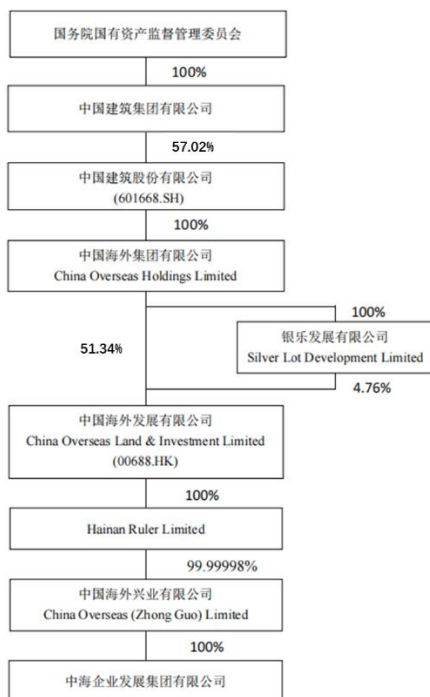 国务院国有资产监督管理委员会
100%
中国建筑集团有限公司
57.02%
中国建筑股份有限公司
(601668.SH)
100%
中国海外集团有限公司
China Overseas Holdings Limited
100%
银乐发展有限公司
Silver Lot Development Limited
51.34%
4.76%
中国海外发展有限公司
China Overseas Land & Investment Limited
(00688.HK)
100%
Hainan Ruler Limited
99.99998%
中国海外兴业有限公司
China Overseas (Zhong Guo) Limited
100%
中海企业发展集团有限公司